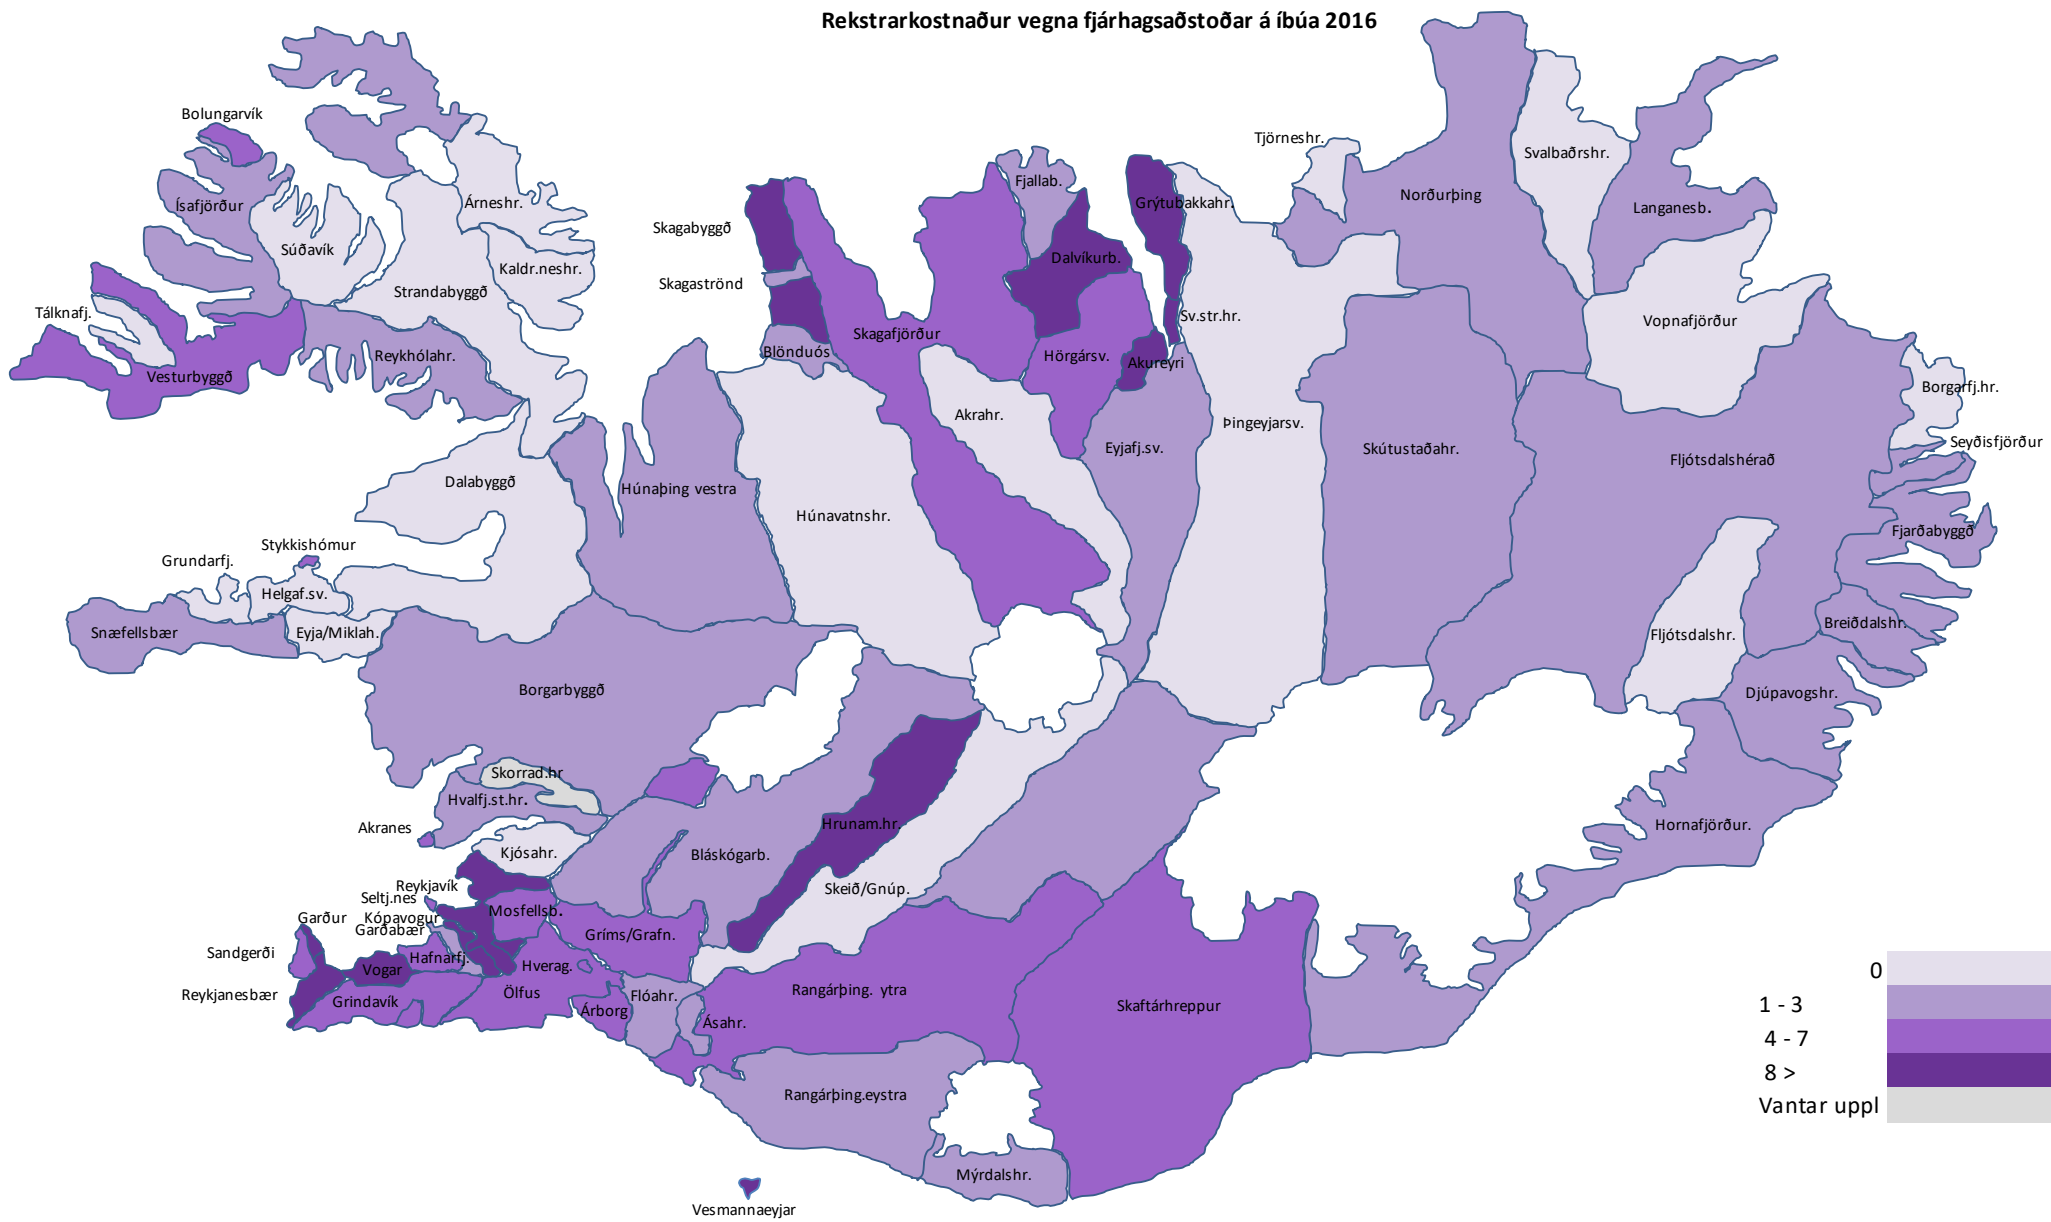 Rekstrarkostnaður vegna fjárhagsaðstoðar á íbúa 2016
Bolungarvík
Ísafjörður
Súðavík
Árneshr.
Kaldr.neshr.
Strandabyggð
Tálknafj.
Vesturbyggð
Reykhólahr.
Skagabyggð
Skagaströnd
Blönduós
Skagafjörður
Fjallab.
Dalvíkurb.
Grýtubakkahr.
Sv.str.hr.
Hörgársv.
Akureyri
Tjörneshr.
Norðurþing
Svalbaðrshr.
Langanesb.
Vopnafjörður
Borgarfj.hr.
Seyðisfjörður
Dalabyggð
Húnaþing vestra
Húnavatnshr.
Akrahr.
Eyjafj.sv.
Þingeyjarsv.
Skútustaðahr.
Fljótsdalshérað
Fjarðabyggð
Stykkishómur
Grundarfj.
Helgaf.sv.
Snæfellsbær
Eyja/Miklah.
Borgarbyggð
Fljótsdalshr.
Breiðdalshr.
Djúpavogshr.
Hornafjörður.
Skorrad.hr
Hvalfj.st.hr.
Akranes
Kjósahr.
Bláskógarb.
Hrunam.hr.
Skeið/Gnúp.
Reykjavík
Seltj.nes
Kópavogur
Garðabær
Mosfellsb.
Garður
Sandgerði
Hafnarfj.
Vogar
Reykjanesbær
Grindavík
Hverag.
Ölfus
Gríms/Grafn.
Árborg
Flóahr.
Ásahr.
Rangárþing. ytra
Skaftárhreppur
Rangárþing.eystra
Mýrdalshr.
Vesmannaeyjar
0
1 - 3
4 - 7
8 >
Vantar uppl